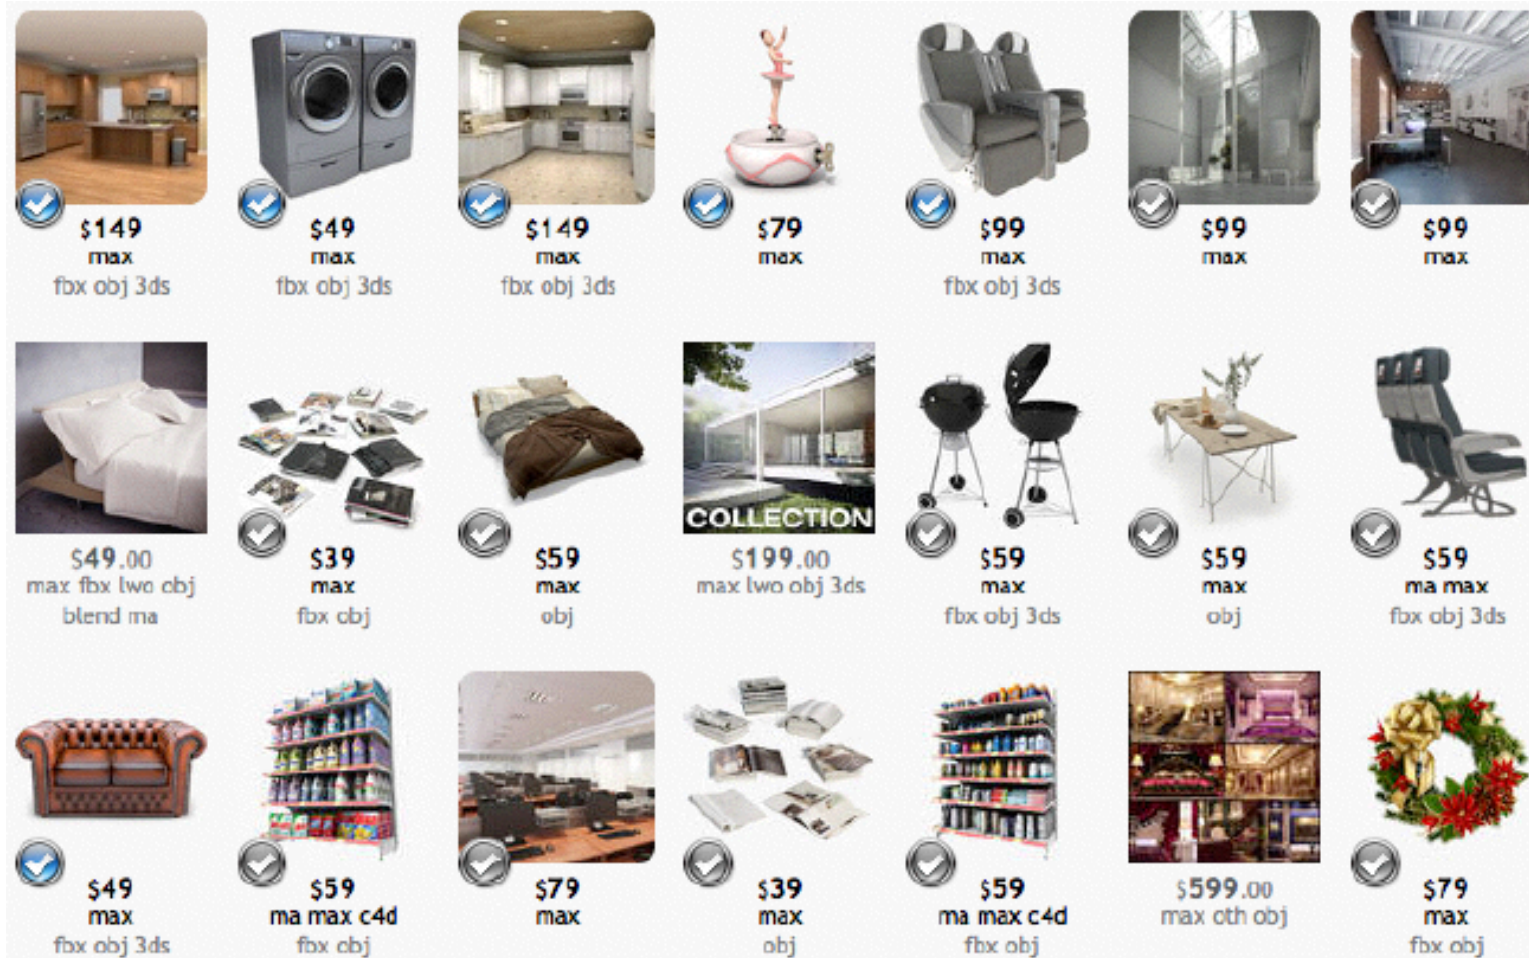 $149
max
fbx obj 3ds
$49
max
fbx obj 3ds
$149
max
fbx obj 3ds
$79
max
$99
max
fbx obj 3ds
$99
max
$99
max
$49.00
max fbx lwo obj
blend ma
$39
max
fbx obj
$59
max
obj
COLLECTION
$199.00
max lwo obj 3ds
$59
max
fbx obj 3ds
$59
max
obj
$59
ma max
fbx obj 3ds
$49
max
fbx obj 3ds
$59
ma max c4d
fbx obj
$79
max
$39
max
obj
$59
ma max c4d
fbx obj
$599.00
max oth obj
$79
max
fbx obj